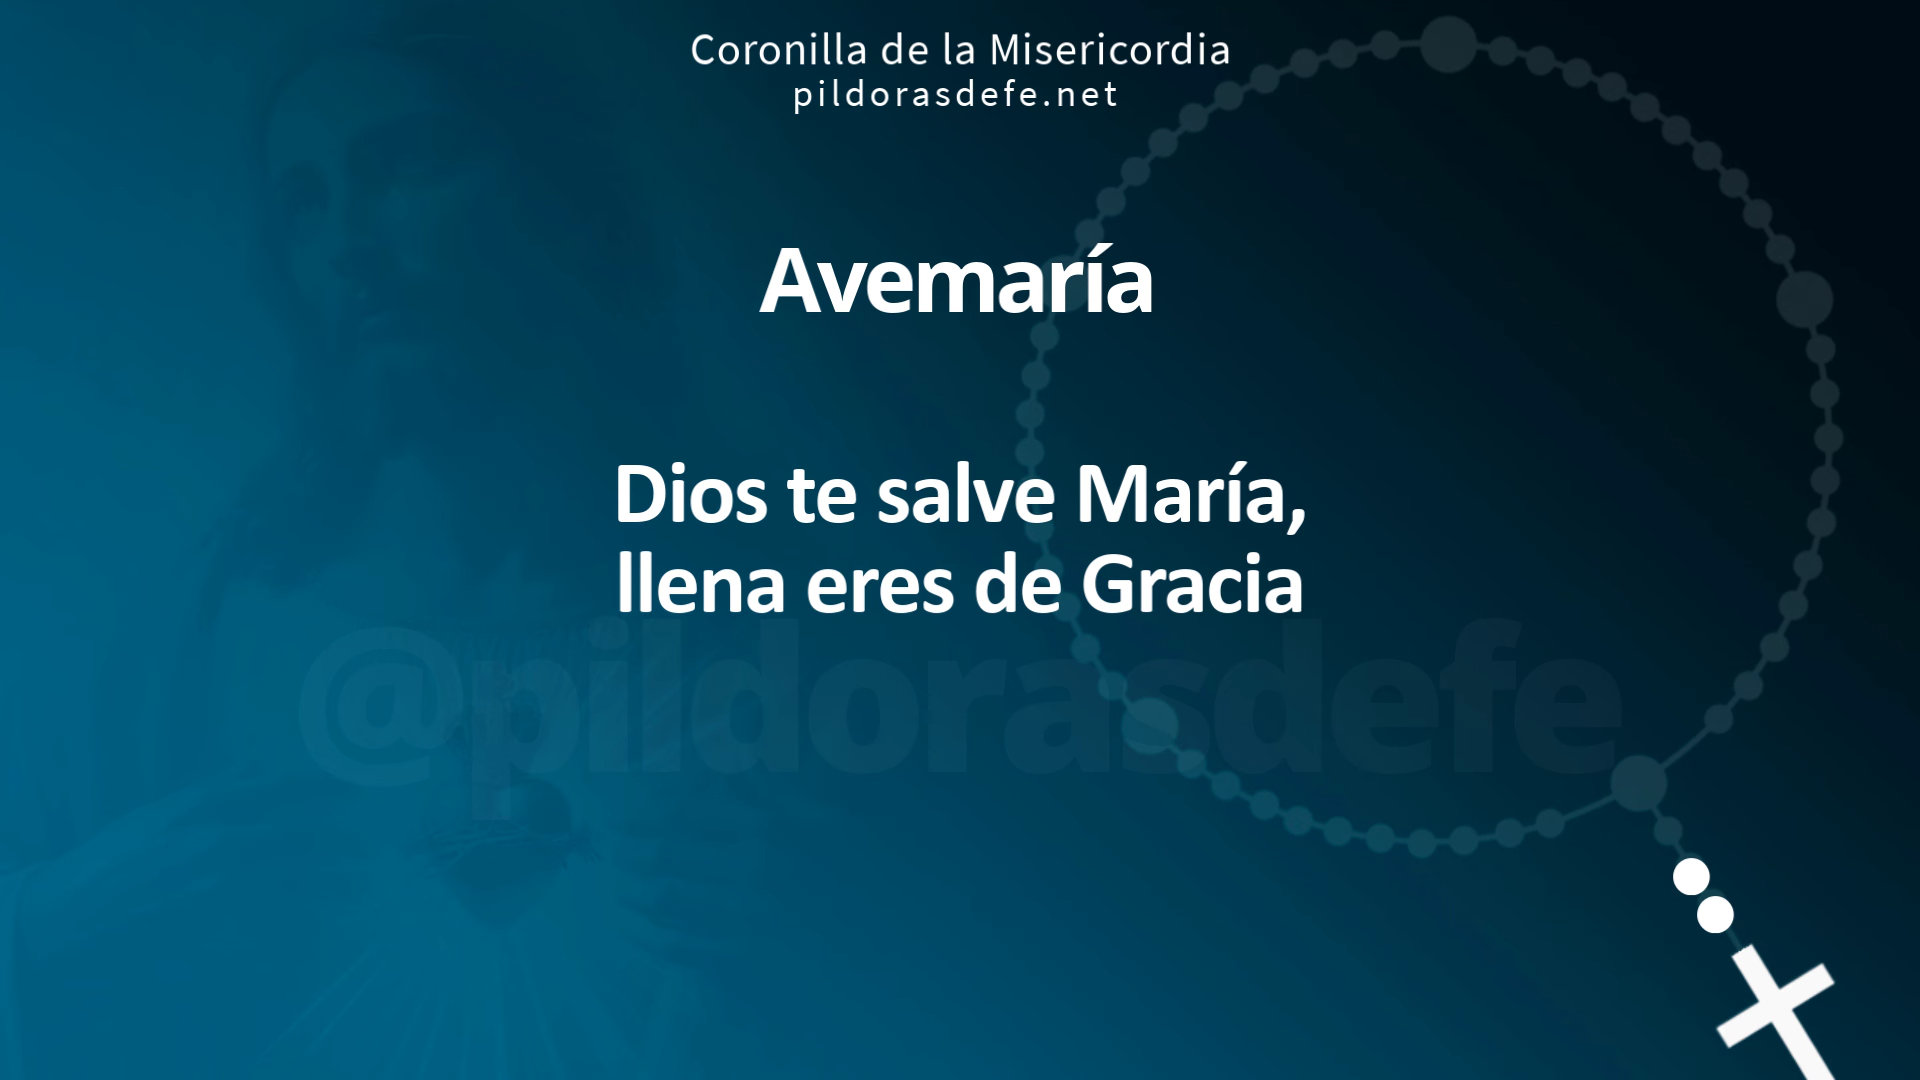 Coronilla de la Misericordia
pildorasdefe.net
Avemaría
Dios te salve María,
llena eres de Gracia
@pildorasdefe